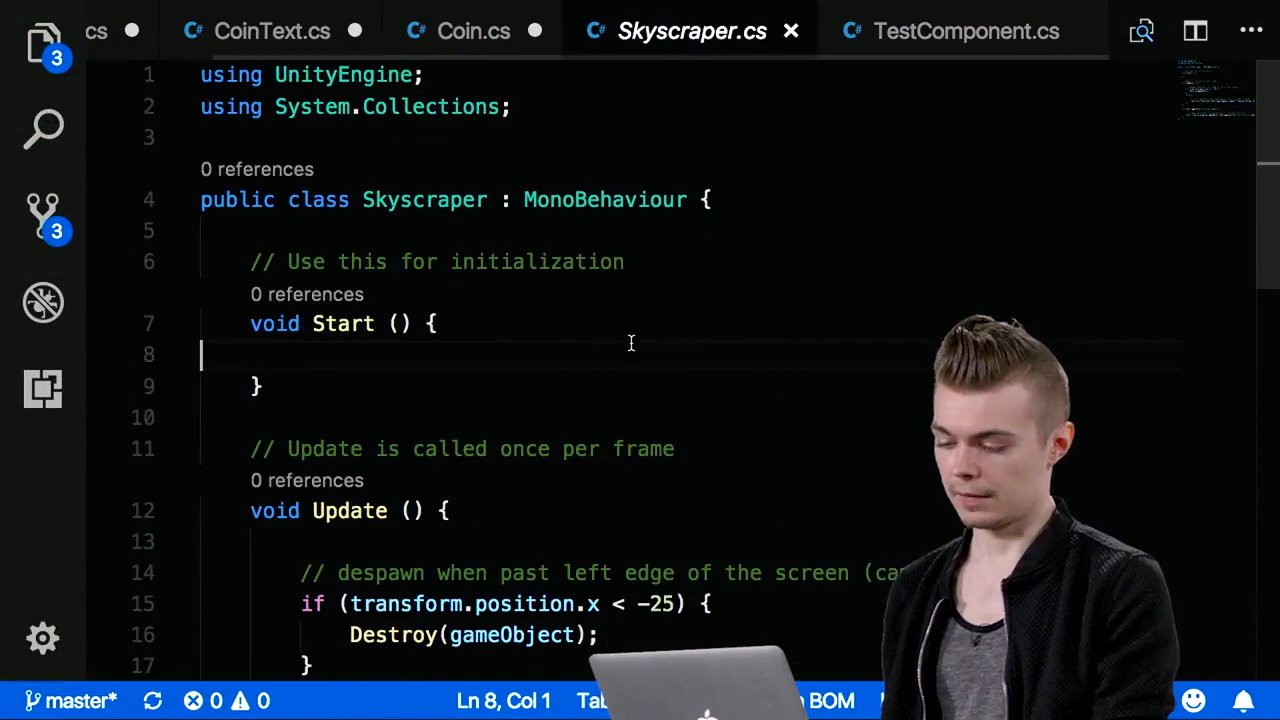 cs CoinText.cs Coin.cs Skyscraper.cs TestComponent.cs
3
3
1 using UnityEngine;
2 using System.Collections;
3
0 references
4 public class Skyscraper : MonoBehaviour {
5
6 // Use this for initialization
0 references
7 void Start () {
8
9 }
10
11 // Update is called once per frame
0 references
12 void Update () {
13
14 // despawn when past left edge of the screen
15 if (transform.position.x < -25) {
16 Destroy(gameObject);
17 }
master* 0 0 Ln 8, Col 1 BOM